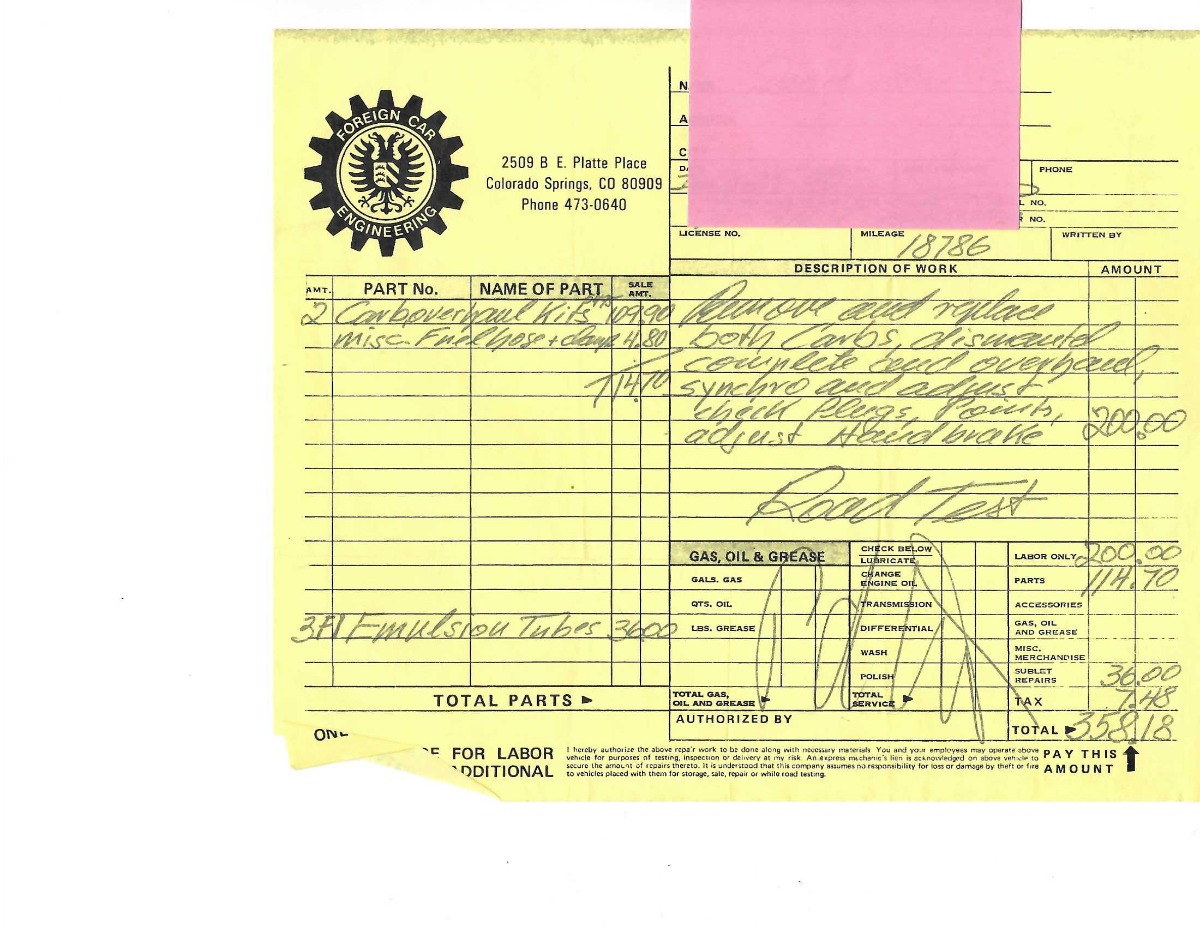 FOREIGN CAR
ENGINEERING
2509 B E. Platte Place
Colorado Springs, CO 80909
Phone 473-0640
N
A
C
DA
PHONE
L NO.
NO.
LICENSE NO.
MILEAGE
18786
WRITTEN BY
DESCRIPTION OF WORK
AMOUNT
AMT.
PART No.
NAME OF PART
SALE AMT.
2 Carboverhaul Kits 109.90
misc. Fuelhose + clamp 4.80
114.70
Remove and replace
both Carbs, dismantel
complete and overhaul,
synchro and adjust
check Plugs, Points,
adjust Handbrake
200.00
Road Test
3 Emulsion Tubes 36.00
TOTAL PARTS ►
GAS, OIL & GREASE
GALS. GAS
QTS. OIL
LBS. GREASE
TOTAL GAS,
OIL AND GREASE ►
CHECK BELOW
LUBRICATE
CHANGE
ENGINE OIL
TRANSMISSION
DIFFERENTIAL
WASH
POLISH
TOTAL
SERVICE ►
LABOR ONLY 200.00
PARTS 114.70
ACCESSORIES
GAS, OIL
AND GREASE
MISC.
MERCHANDISE
SUBLET
REPAIRS 36.00
TAX 7.48
TOTAL ► 358.18
AUTHORIZED BY
ON
E FOR LABOR
DDITIONAL
I hereby authorize the above repair work to be done along with necessary materials. You and your employees may operate above
vehicle for purposes of testing, inspection or delivery at my risk. An express mechanic's lien is acknowledged on above vehicle to
secure the amount of repairs thereto. It is understood that this company assumes no responsibility for loss or damage by theft or fire
to vehicles placed with them for storage, sale, repair or while road testing.
PAY THIS
AMOUNT